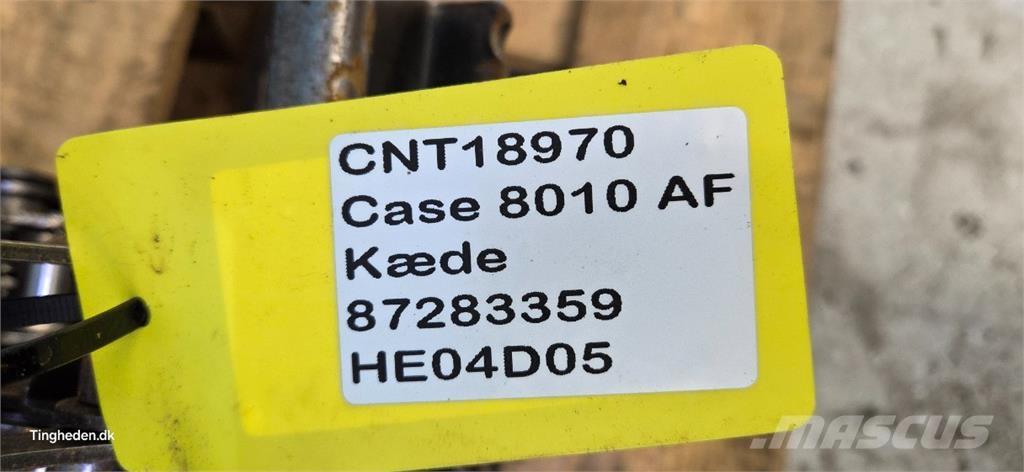 CNT18970
Case 8010 AF
Kæde
87283359
HE04D05
Tingheden.dk
MASCUS